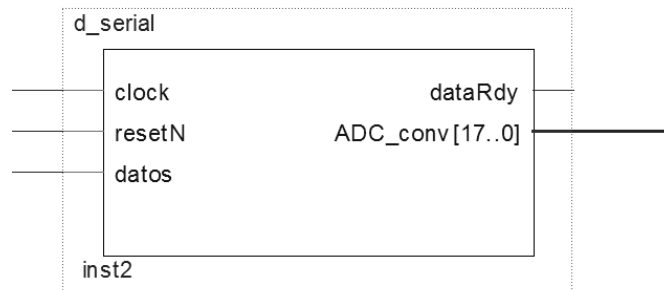 d_serial
clock
dataRdy
resetN
ADC_conv[17..0]
datos
inst2